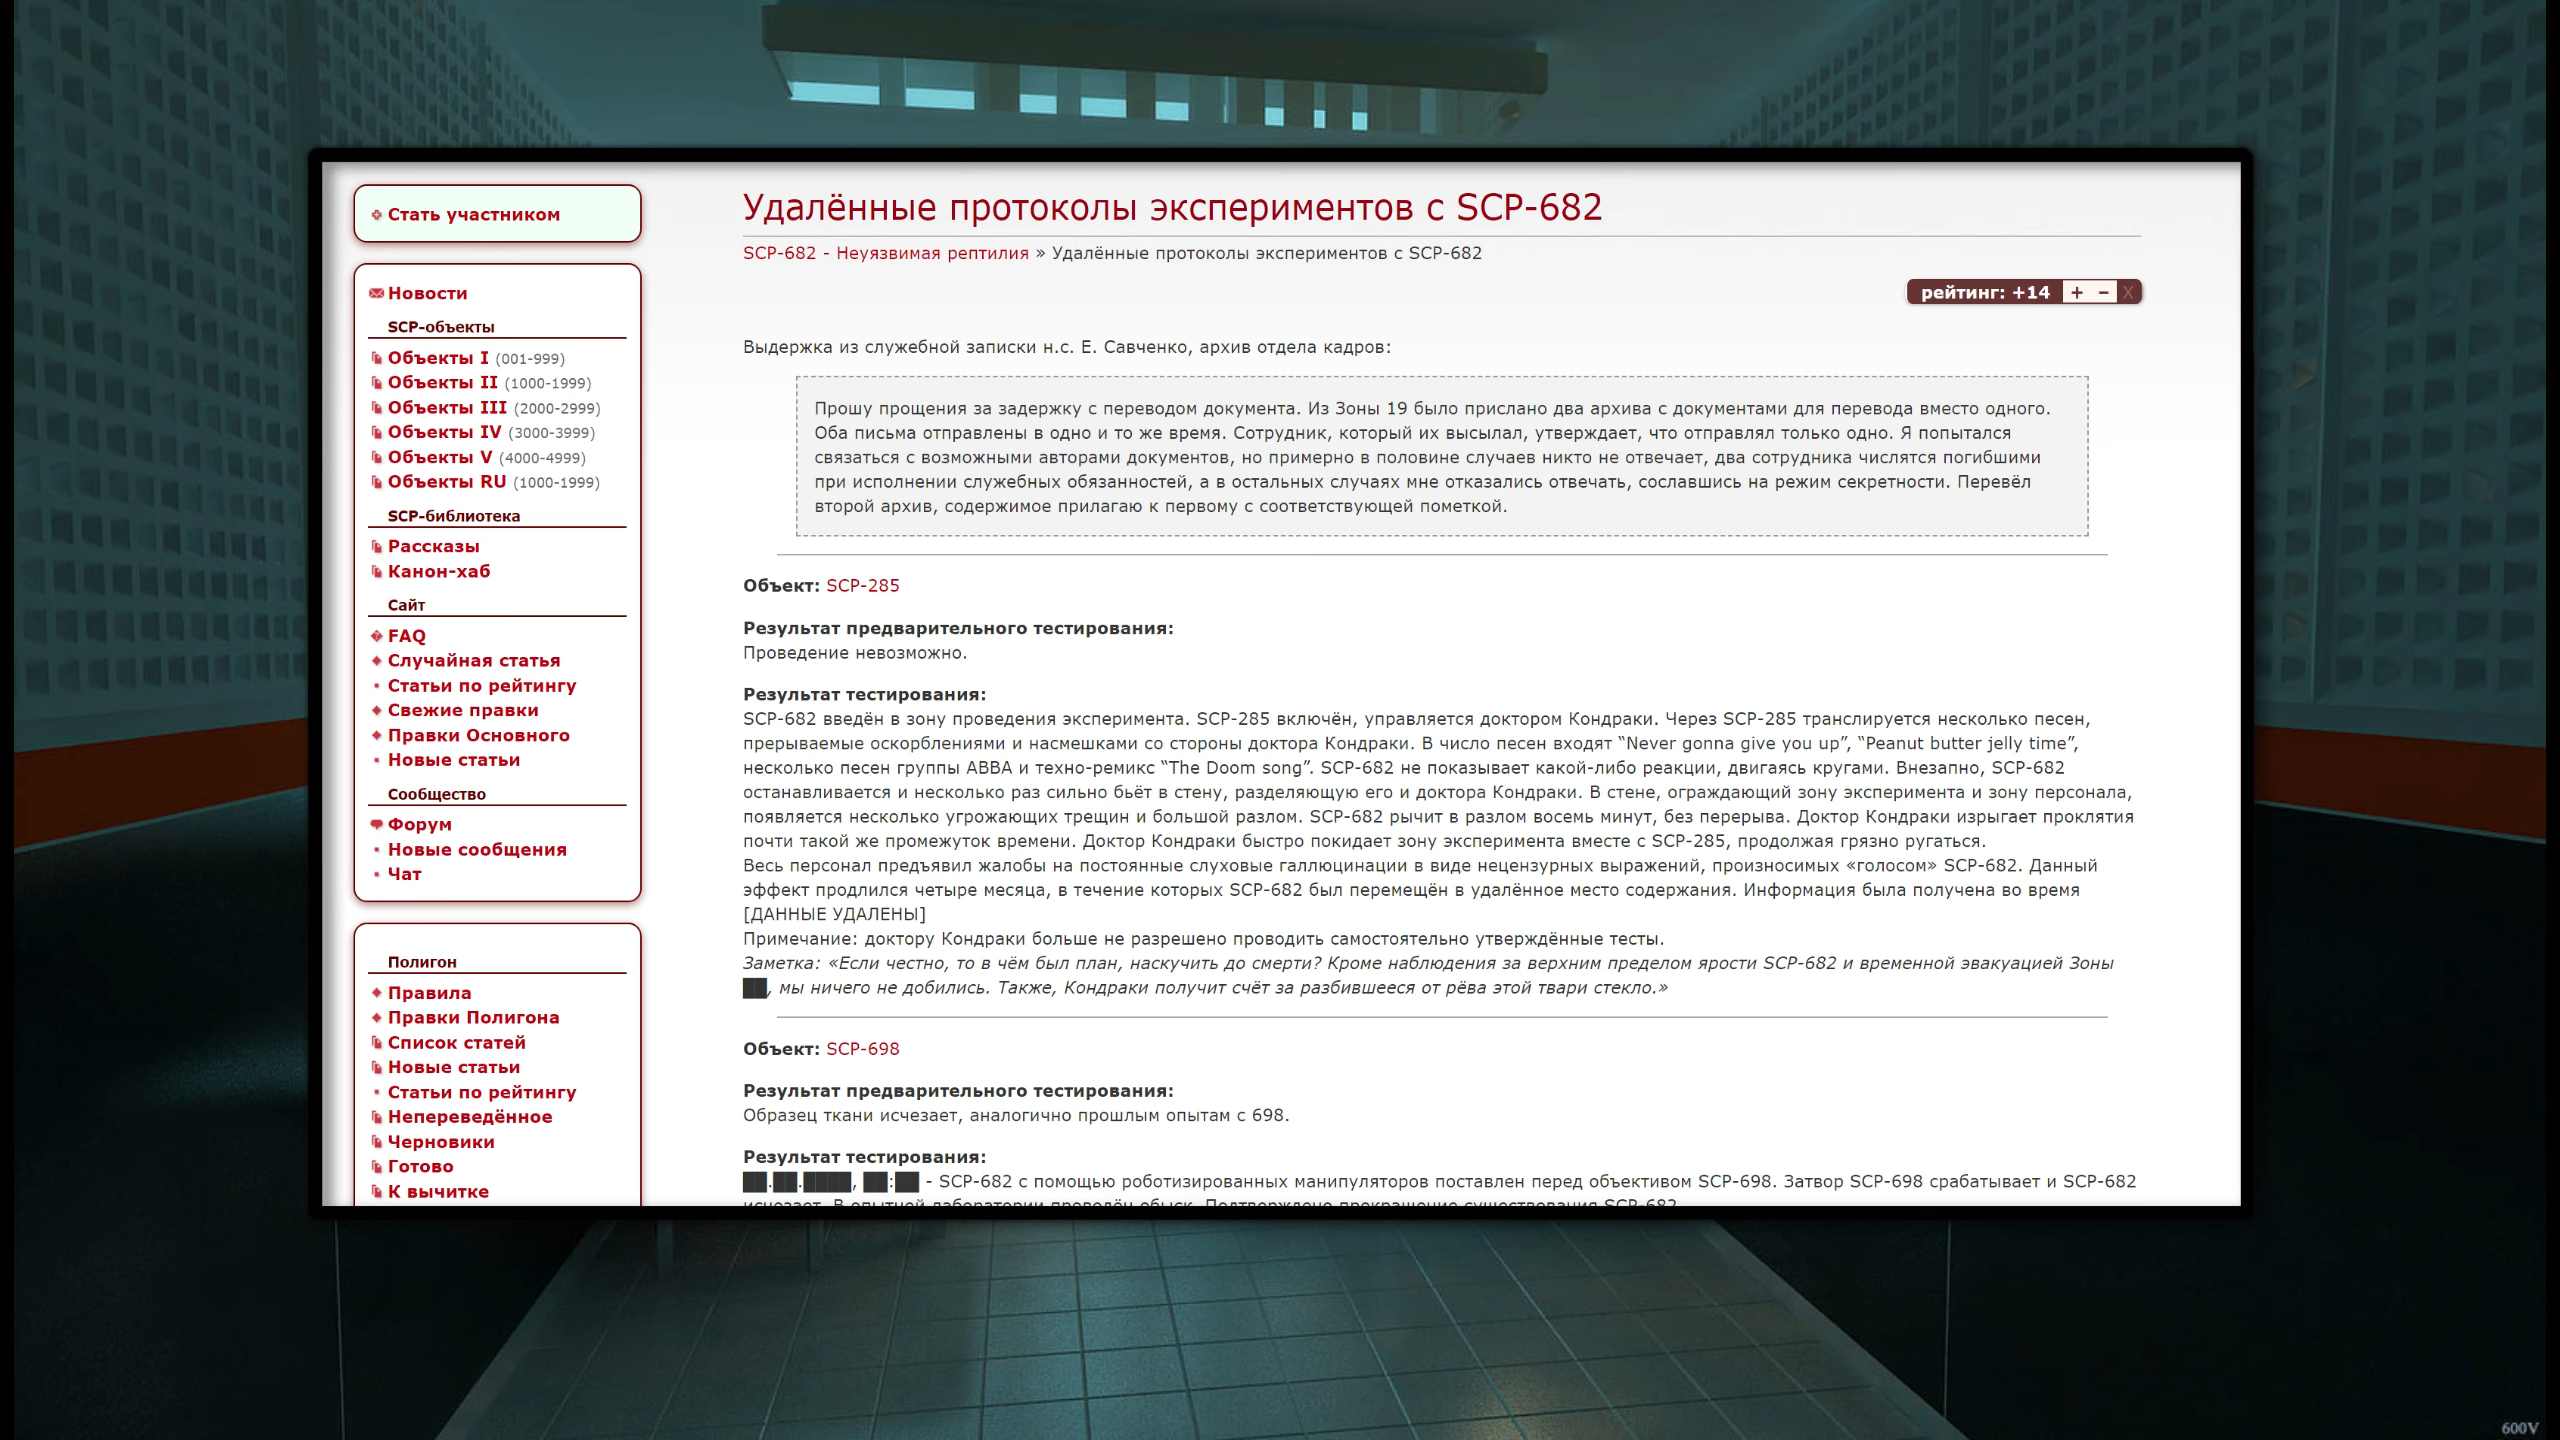 Стать участником
Новости
SCP-объекты
Объекты I (001-999)
Объекты II (1000-1999)
Объекты III (2000-2999)
Объекты IV (3000-3999)
Объекты V (4000-4999)
Объекты RU (1000-1999)
SCP-библиотека
Рассказы
Канон-хаб
Сайт
FAQ
Случайная статья
Статьи по рейтингу
Свежие правки
Правки Основного
Новые статьи
Сообщество
Форум
Новые сообщения
Чат
Полигон
Правила
Правки Полигона
Список статей
Новые статьи
Статьи по рейтингу
Непереведённое
Черновики
Готово
К вычитке
Удалённые протоколы экспериментов с SCP-682
SCP-682 - Неуязвимая рептилия » Удалённые протоколы экспериментов с SCP-682
рейтинг: +14 + – X
Выдержка из служебной записки н.с. Е. Савченко, архив отдела кадров:
Прошу прощения за задержку с переводом документа. Из Зоны 19 было прислано два архива с документами для перевода вместо одного.
Оба письма отправлены в одно и то же время. Сотрудник, который их высылал, утверждает, что отправлял только одно. Я попытался
связаться с возможными авторами документов, но примерно в половине случаев никто не отвечает, два сотрудника числятся погибшими
при исполнении служебных обязанностей, а в остальных случаях мне отказались отвечать, сославшись на режим секретности. Перевёл
второй архив, содержимое прилагаю к первому с соответствующей пометкой.
Объект: SCP-285
Результат предварительного тестирования:
Проведение невозможно.
Результат тестирования:
SCP-682 введён в зону проведения эксперимента. SCP-285 включён, управляется доктором Кондраки. Через SCP-285 транслируется несколько песен,
прерываемые оскорблениями и насмешками со стороны доктора Кондраки. В число песен входят “Never gonna give you up”, “Peanut butter jelly time”,
несколько песен группы ABBA и техно-ремикс “The Doom song”. SCP-682 не показывает какой-либо реакции, двигаясь кругами. Внезапно, SCP-682
останавливается и несколько раз сильно бьёт в стену, разделяющую его и доктора Кондраки. В стене, ограждающий зону эксперимента и зону персонала,
появляется несколько угрожающих трещин и большой разлом. SCP-682 рычит в разлом восемь минут, без перерыва. Доктор Кондраки изрыгает проклятия
почти такой же промежуток времени. Доктор Кондраки быстро покидает зону эксперимента вместе с SCP-285, продолжая грязно ругаться.
Весь персонал предъявил жалобы на постоянные слуховые галлюцинации в виде нецензурных выражений, произносимых «голосом» SCP-682. Данный
эффект продлился четыре месяца, в течение которых SCP-682 был перемещён в удалённое место содержания. Информация была получена во время
[ДАННЫЕ УДАЛЕНЫ]
Примечание: доктору Кондраки больше не разрешено проводить самостоятельно утверждённые тесты.
Заметка: «Если честно, то в чём был план, наскучить до смерти? Кроме наблюдения за верхним пределом ярости SCP-682 и временной эвакуацией Зоны
██, мы ничего не добились. Также, Кондраки получит счёт за разбившееся от рёва этой твари стекло.»
Объект: SCP-698
Результат предварительного тестирования:
Образец ткани исчезает, аналогично прошлым опытам с 698.
Результат тестирования:
██.██.████, ██:██ - SCP-682 с помощью роботизированных манипуляторов поставлен перед объективом SCP-698. Затвор SCP-698 срабатывает и SCP-682
исчезает. В опытной лаборатории проведён обыск. Подтверждено прекращение существования SCP-682.
600V